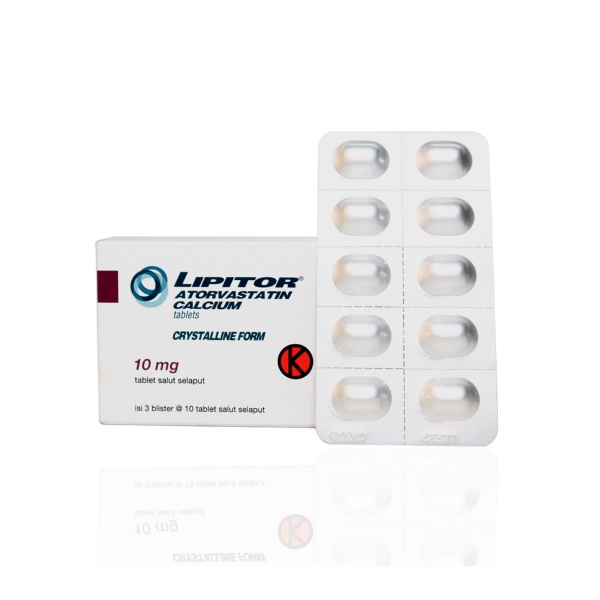 LIPITOR®
ATORVASTATIN
CALCIUM
tablets
CRYSTALLINE FORM
K
10 mg
tablet salut selaput
isi 3 blister @ 10 tablet salut selaput